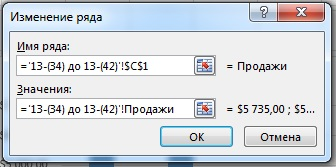 Изменение ряда
Имя ряда:
='13-(34) до 13-(42)'!$C$1 = Продажи
Значения:
='13-(34) до 13-(42)'!Продажи = $5 735,00 ; $5...
ОК Отмена